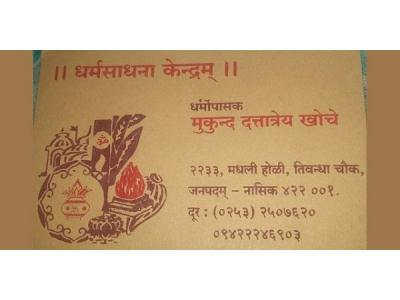 ।। धर्मसाधना केन्द्रम् ।।
धर्मोपासक
मुकुन्द दत्तात्रेय खोचे
२२३३, मधली होळी, तिवन्धा चौक,
जनपदम् – नासिक ४२२ ००१.
दूर : (०२५३) २५०७६२०
०९४२२२४६९०३
ॐ